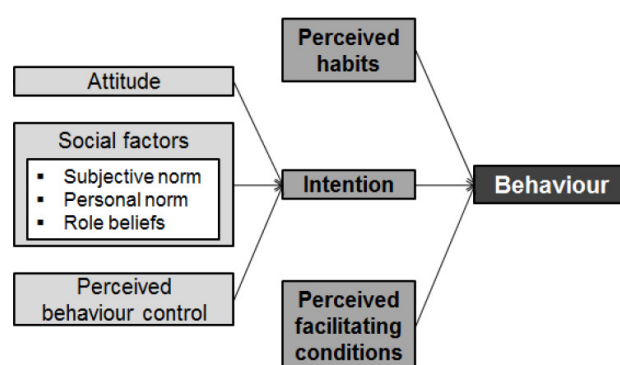 Perceived
habits
Attitude
Social factors
▪ Subjective norm
▪ Personal norm
▪ Role beliefs
Intention
Behaviour
Perceived
behaviour control
Perceived
facilitating
conditions